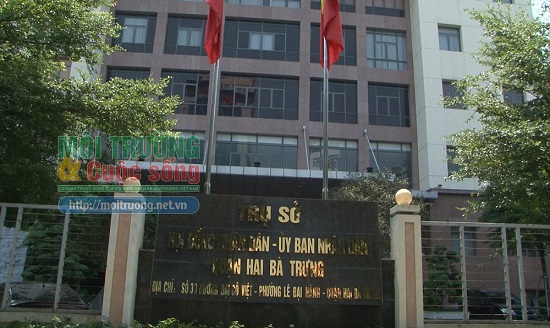 MÔI TRƯỜNG
& Cuộc sống
http://moitruong.net.vn
TRỤ SỞ
HỘI ĐỒNG NHÂN DÂN - ỦY BAN NHÂN DÂN
QUẬN HAI BÀ TRƯNG
ĐỊA CHỈ: SỐ 31 ĐƯỜNG ĐẠI CỒ VIỆT - PHƯỜNG LÊ ĐẠI HÀNH - QUẬN HAI BÀ TRƯNG